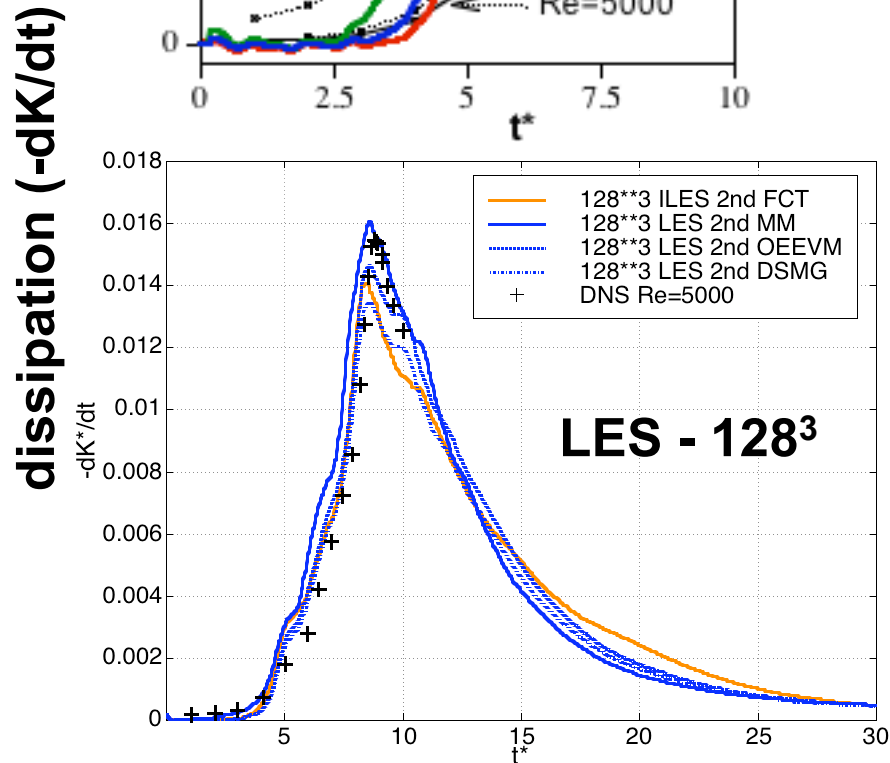 Re=5000
0
0 2.5 5 7.5 10
t*
dissipation (-dK/dt)
0.018
0.016
0.014
0.012
0.01
0.008
0.006
0.004
0.002
0
-dK*/dt
128**3 ILES 2nd FCT
128**3 LES 2nd MM
128**3 LES 2nd OEEVM
128**3 LES 2nd DSMG
DNS Re=5000
LES - 128³
5 10 15 20 25 30
t*